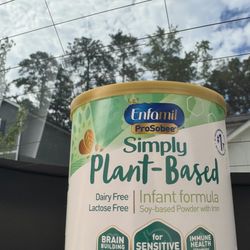 Enfamil
ProSobee
Simply
Plant-Based
Dairy Free
Lactose Free
Infant formula
Soy-based Powder with Iron
BRAIN
BUILDING
for
SENSITIVE
IMMUNE
HEALTH